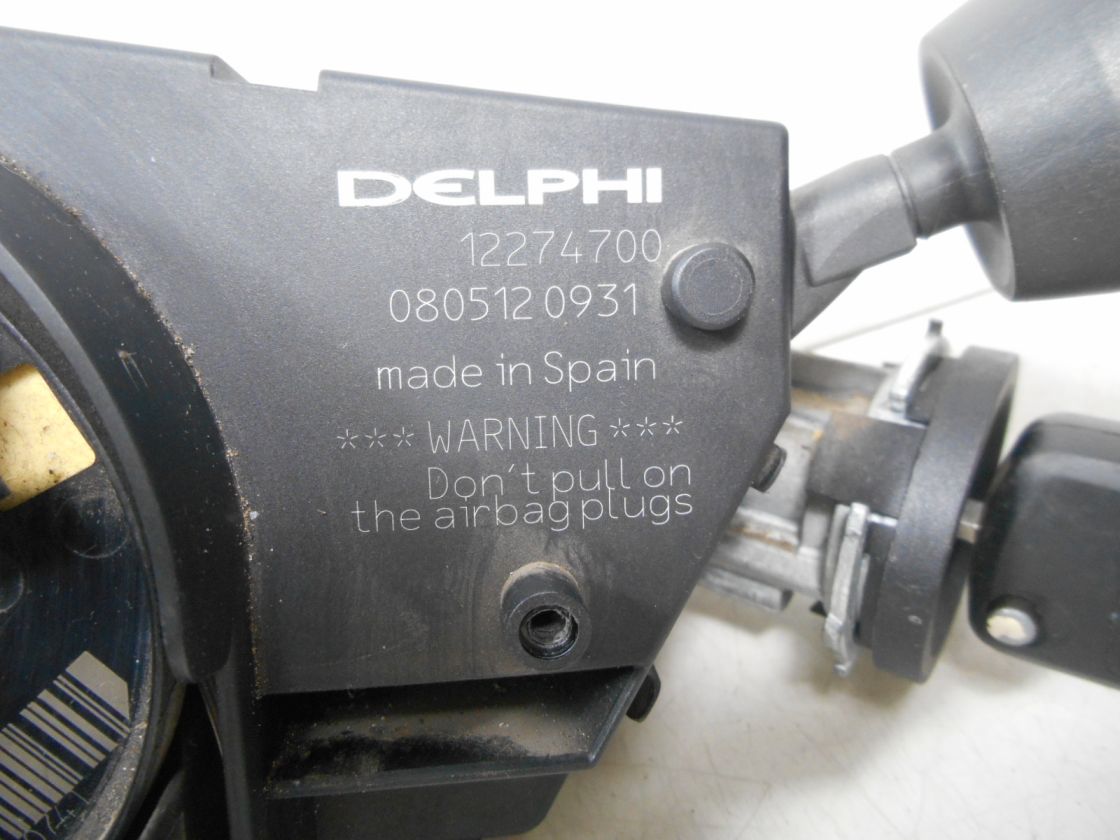 DELPHI
12274700
080512 0931
made in Spain
*** WARNING ***
Don't pull on
the airbag plugs